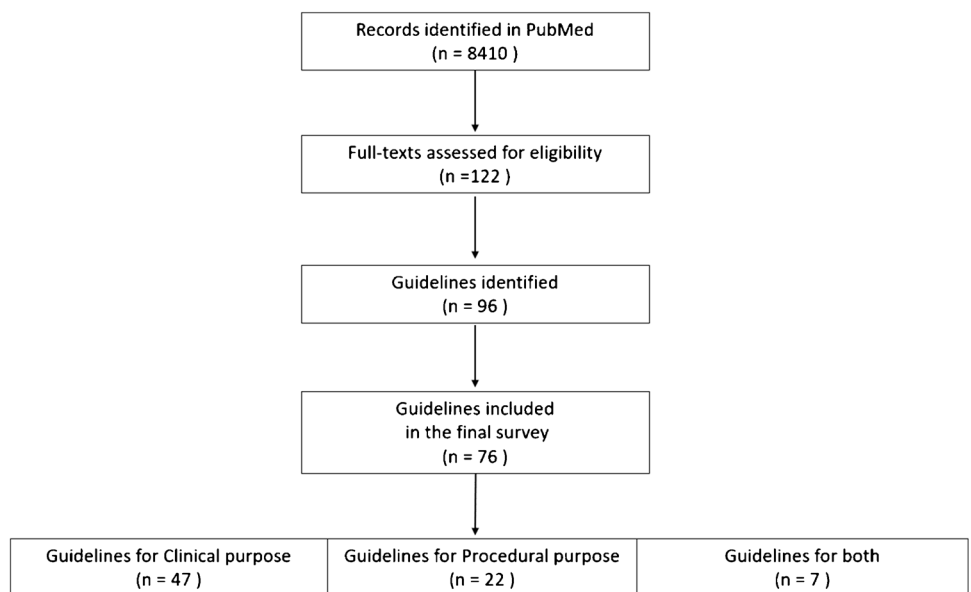 Records identified in PubMed
(n = 8410 )
Full-texts assessed for eligibility
(n =122 )
Guidelines identified
(n = 96 )
Guidelines included
in the final survey
(n = 76 )
Guidelines for Clinical purpose
(n = 47 )
Guidelines for Procedural purpose
(n = 22 )
Guidelines for both
(n = 7 )